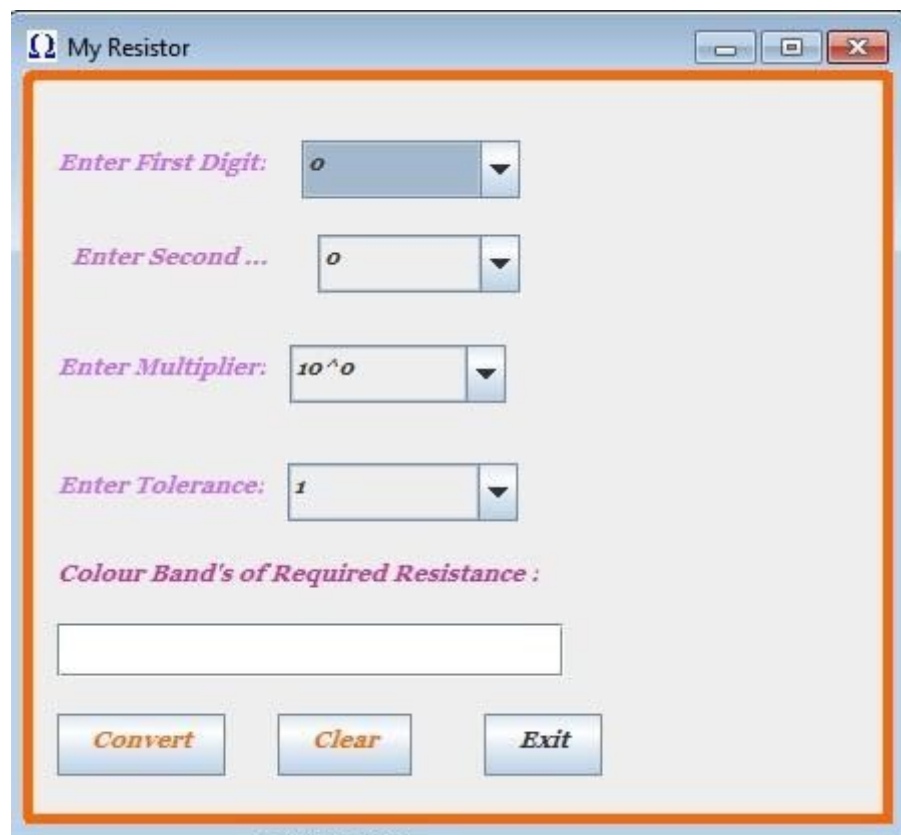 Ω My Resistor
Enter First Digit: 0
Enter Second ... 0
Enter Multiplier: 10^0
Enter Tolerance: 1
Colour Band's of Required Resistance :
Convert Clear Exit